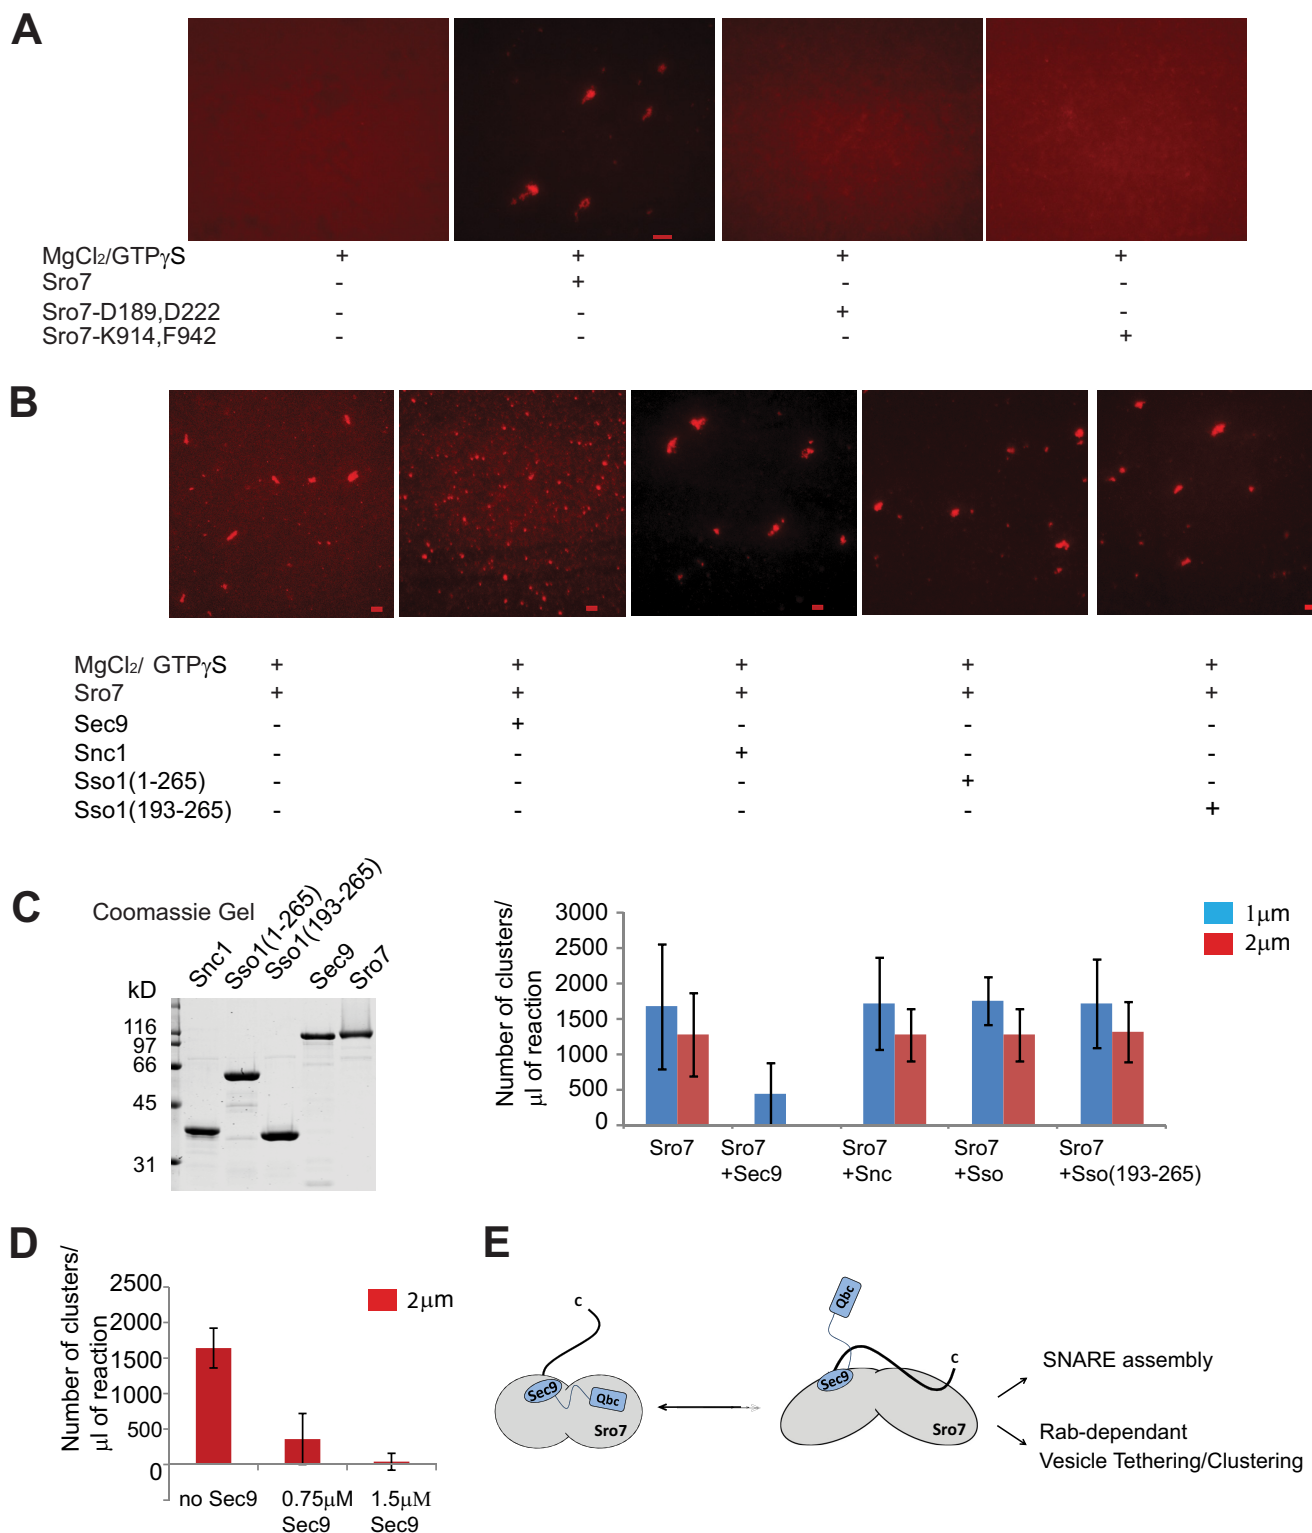 A
MgCl2/GTPγS + + + +
Sro7 - + - -
Sro7-D189,D222 - - + -
Sro7-K914,F942 - - - +
B
MgCl2/ GTPγS + + + + +
Sro7 + + + + +
Sec9 - + - - -
Snc1 - - + - -
Sso1(1-265) - - - + -
Sso1(193-265) - - - - +
C
Coomassie Gel
Snc1
Sso1(1-265)
Sso1(193-265)
Sec9
Sro7
kD
116
97
66
45
31
Number of clusters/
μl of reaction
3000
2500
2000
1500
1000
500
0
1μm
2μm
Sro7
Sro7
+Sec9
Sro7
+Snc
Sro7
+Sso
Sro7
+Sso(193-265)
D
Number of clusters/
μl of reaction
2500
2000
1500
1000
500
0
2μm
no Sec9
0.75μM
Sec9
1.5μM
Sec9
E
c
Sec9
Qbc
Sro7
Qbc
c
Sec9
Sro7
SNARE assembly
Rab-dependant
Vesicle Tethering/Clustering